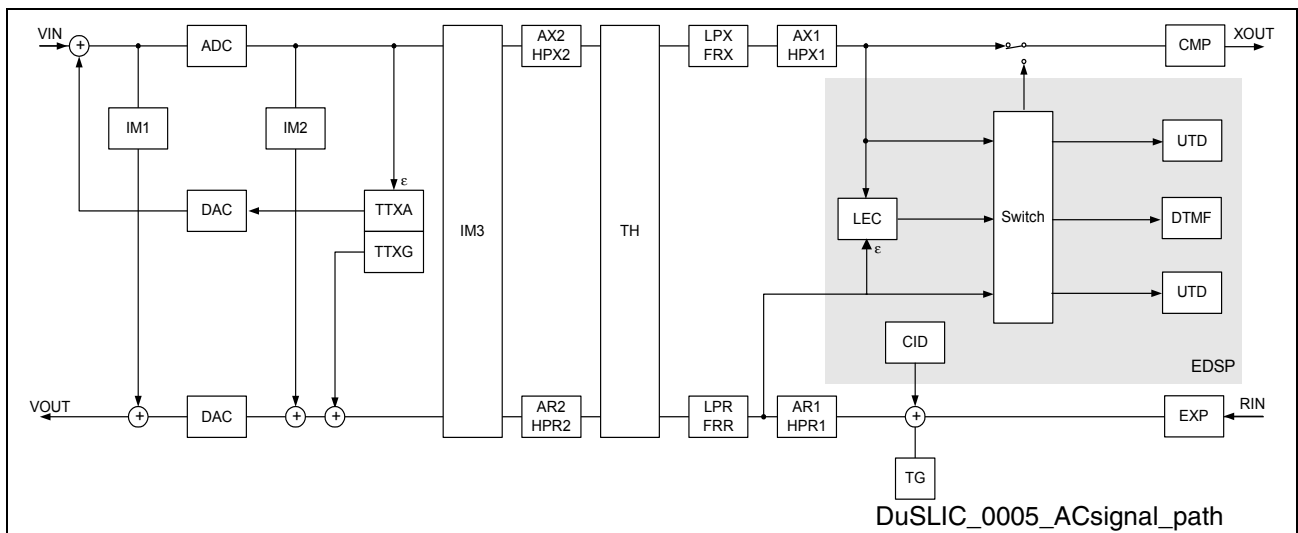 VIN
+
ADC
AX2
HPX2
LPX
FRX
AX1
HPX1
CMP
XOUT
IM1
IM2
ε
DAC
TTXA
TTXG
IM3
TH
LEC
ε
Switch
UTD
DTMF
UTD
CID
EDSP
VOUT
+
DAC
+
+
AR2
HPR2
LPR
FRR
AR1
HPR1
+
EXP
RIN
TG
DuSLIC_0005_ACsignal_path